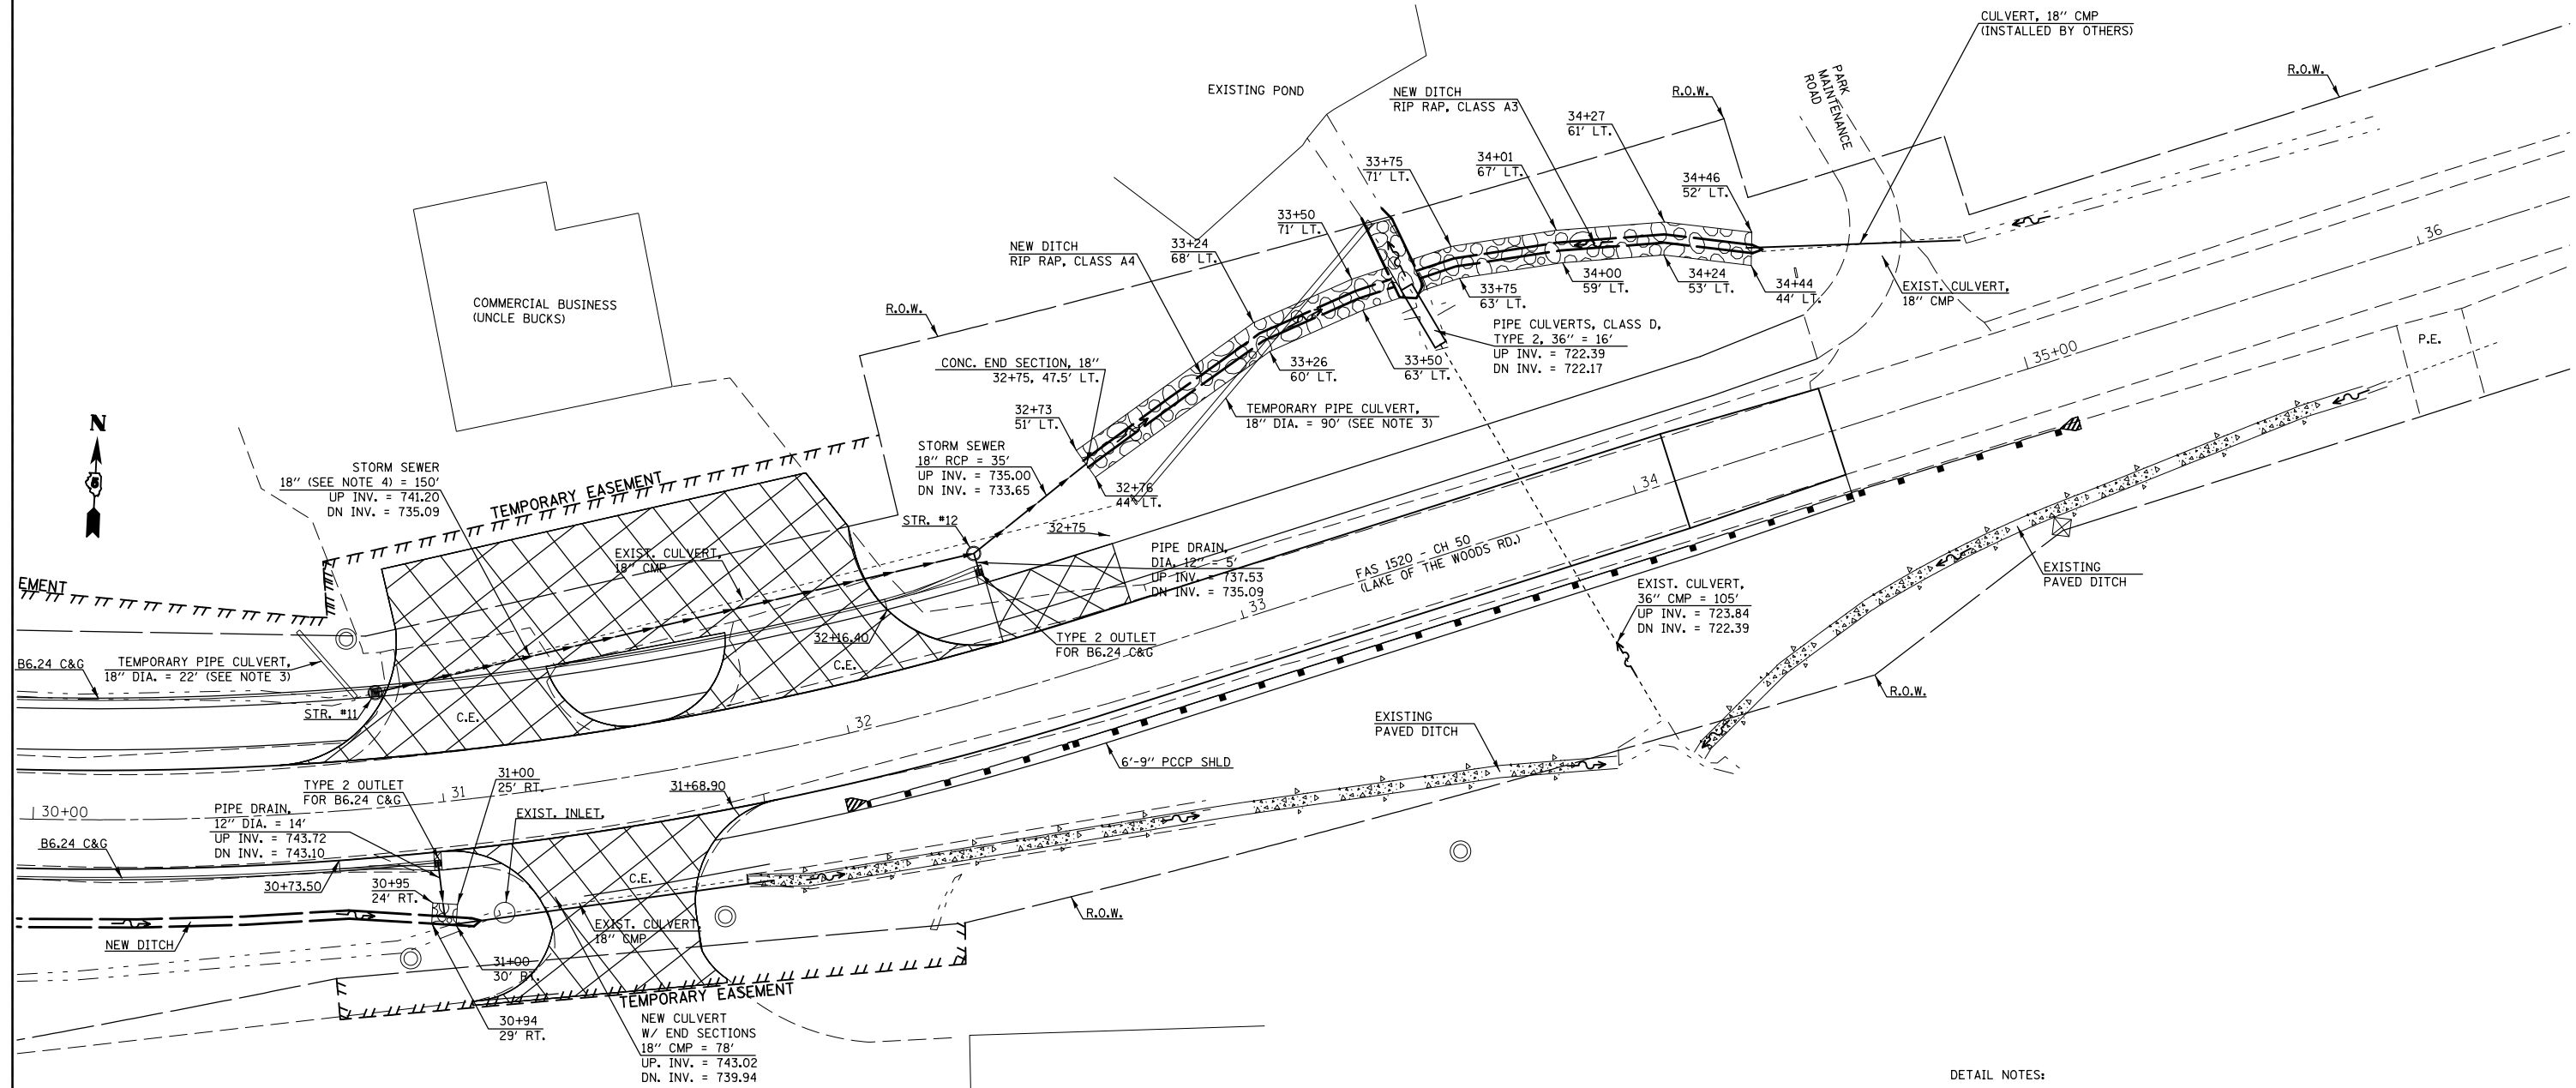 CULVERT, 18" CMP
(INSTALLED BY OTHERS)
R.O.W.
PARK
MAINTENANCE
ROAD
EXISTING POND
NEW DITCH
RIP RAP, CLASS A3
R.O.W.
34+27
61' LT.
33+75
71' LT.
34+01
67' LT.
34+46
52' LT.
33+50
71' LT.
33+24
68' LT.
NEW DITCH
RIP RAP, CLASS A4
36
EXIST. CULVERT,
18" CMP
34+00
59' LT.
34+24
53' LT.
34+44
44' LT.
33+75
63' LT.
COMMERCIAL BUSINESS
(UNCLE BUCKS)
R.O.W.
PIPE CULVERTS, CLASS D,
TYPE 2, 36" = 16'
UP INV. = 722.39
DN INV. = 722.17
33+26
60' LT.
33+50
63' LT.
CONC. END SECTION, 18"
32+75, 47.5' LT.
35+00
P.E.
32+73
51' LT.
TEMPORARY PIPE CULVERT,
18" DIA. = 90' (SEE NOTE 3)
N
STORM SEWER
18" RCP = 35'
UP INV. = 735.00
DN INV. = 733.65
STORM SEWER
18" (SEE NOTE 4) = 150'
UP INV. = 741.20
DN INV. = 735.09
TEMPORARY EASEMENT
32+76
44' LT.
34
STR. #12
32+75
EXIST. CULVERT,
18" CMP
PIPE DRAIN,
DIA. 12" = 5'
UP INV. = 737.53
DN INV. = 735.09
FAS 1520 - CH 50
(LAKE OF THE WOODS RD.)
EXISTING
PAVED DITCH
EMENT
EXIST. CULVERT,
36" CMP = 105'
UP INV. = 723.84
DN INV. = 722.39
33
32+16.40
TYPE 2 OUTLET
FOR B6.24 C&G
C.E.
B6.24 C&G
TEMPORARY PIPE CULVERT,
18" DIA. = 22' (SEE NOTE 3)
R.O.W.
STR. #11
C.E.
32
EXISTING
PAVED DITCH
6'-9" PCCP SHLD
31+00
25' RT.
TYPE 2 OUTLET
FOR B6.24 C&G
31
31+68.90
30+00
PIPE DRAIN,
12" DIA. = 14'
UP INV. = 743.72
DN INV. = 743.10
EXIST. INLET,
B6.24 C&G
30+73.50
30+95
24' RT.
C.E.
R.O.W.
EXIST. CULVERT,
18" CMP
NEW DITCH
31+00
30' RT.
TEMPORARY EASEMENT
30+94
29' RT.
NEW CULVERT
W/ END SECTIONS
18" CMP = 78'
UP. INV. = 743.02
DN. INV. = 739.94
DETAIL NOTES: